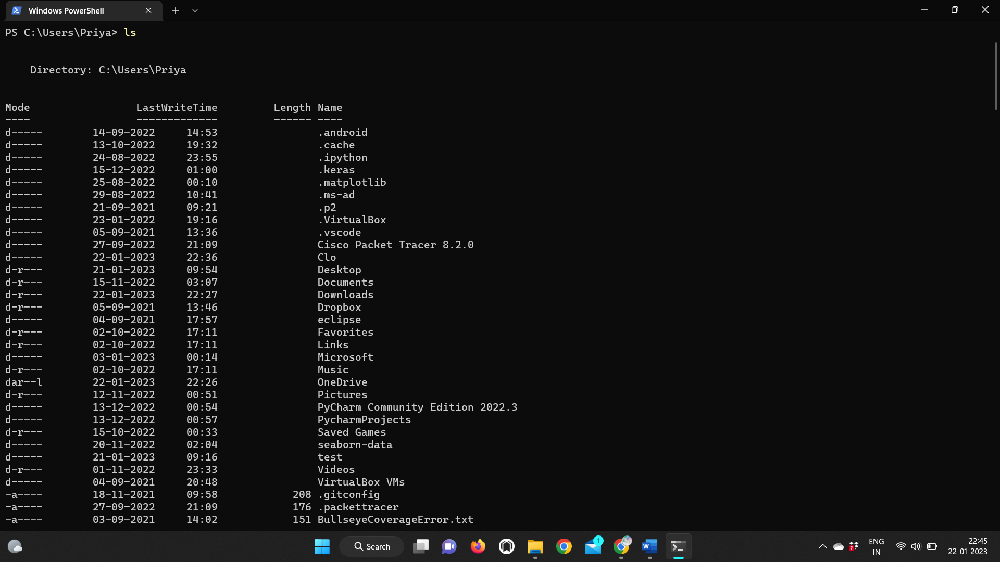 Windows PowerShell
PS C:\Users\Priya> ls
Directory: C:\Users\Priya
Mode LastWriteTime Length Name
---- ------------- ------ ----
d----- 14-09-2022 14:53 .android
d----- 13-10-2022 19:32 .cache
d----- 24-08-2022 23:55 .ipython
d----- 15-12-2022 01:00 .keras
d----- 25-08-2022 00:10 .matplotlib
d----- 29-08-2022 10:41 .ms-ad
d----- 21-09-2021 09:21 .p2
d----- 23-01-2022 19:16 .VirtualBox
d----- 05-09-2021 13:36 .vscode
d----- 27-09-2022 21:09 Cisco Packet Tracer 8.2.0
d----- 22-01-2023 22:36 Clo
d-r--- 21-01-2023 09:54 Desktop
d-r--- 15-11-2022 03:07 Documents
d-r--- 22-01-2023 22:27 Downloads
d-r--- 05-09-2021 13:46 Dropbox
d----- 04-09-2021 17:57 eclipse
d-r--- 02-10-2022 17:11 Favorites
d-r--- 02-10-2022 17:11 Links
d----- 03-01-2023 00:14 Microsoft
d-r--- 02-10-2022 17:11 Music
dar--l 22-01-2023 22:26 OneDrive
d-r--- 12-11-2022 00:51 Pictures
d----- 13-12-2022 00:54 PyCharm Community Edition 2022.3
d----- 13-12-2022 00:57 PycharmProjects
d-r--- 15-10-2022 00:33 Saved Games
d----- 20-11-2022 02:04 seaborn-data
d----- 21-01-2023 09:16 test
d-r--- 01-11-2022 23:33 Videos
d----- 04-09-2021 20:48 VirtualBox VMs
-a---- 18-11-2021 09:58 208 .gitconfig
-a---- 27-09-2022 21:09 176 .packettracer
-a---- 03-09-2021 14:02 151 BullseyeCoverageError.txt
Search 1 W 7 ENG 22:45
IN 22-01-2023